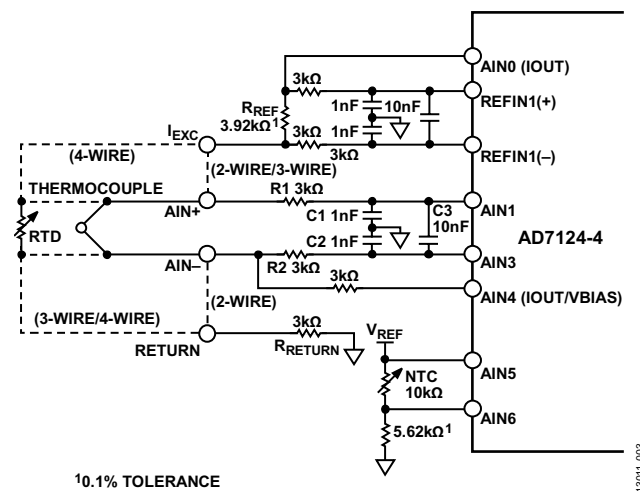 AIN0 (IOUT)
3kΩ
1nF
10nF
REFIN1(+)
RREF
3.92kΩ1
IEXC
3kΩ
1nF
3kΩ
REFIN1(–)
(4-WIRE)
(2-WIRE/3-WIRE)
THERMOCOUPLE
AIN+
R1 3kΩ
C1 1nF
C3
10nF
AIN1
RTD
AD7124-4
C2 1nF
AIN–
R2 3kΩ
AIN3
3kΩ
AIN4 (IOUT/VBIAS)
(2-WIRE)
(3-WIRE/4-WIRE)
3kΩ
RETURN
RRETURN
VREF
AIN5
NTC
10kΩ
AIN6
5.62kΩ1
10.1% TOLERANCE
13011-003